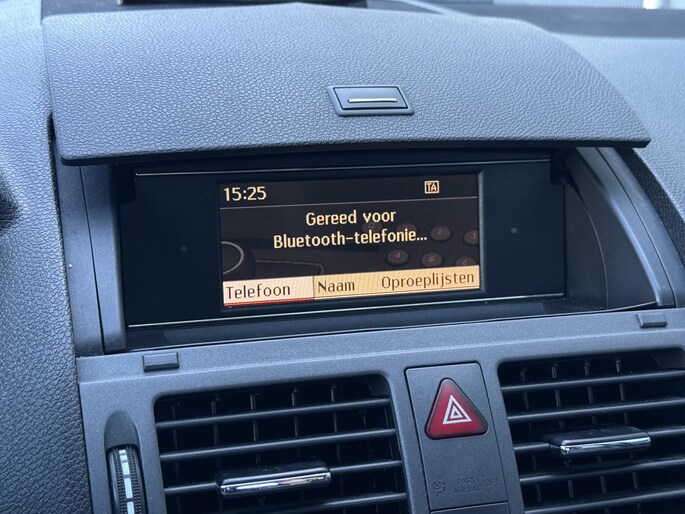 15:25 TA
Gereed voor
Bluetooth-telefonie...
Telefoon Naam Oproeplijsten